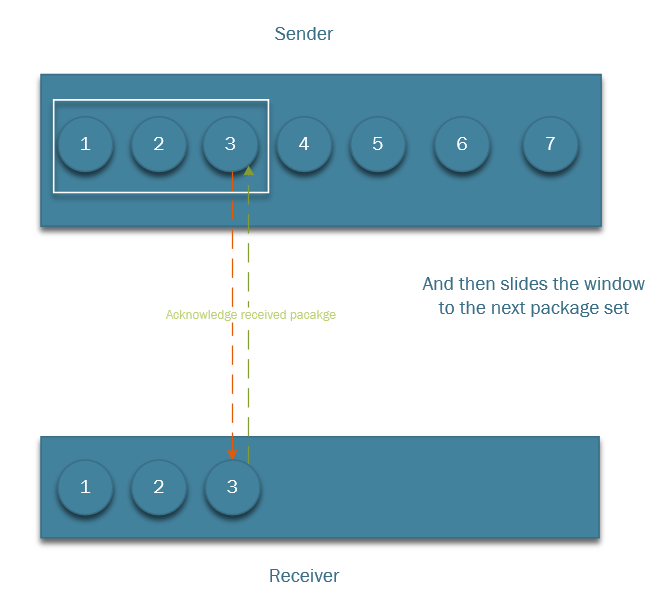 Sender
1 2 3 4 5 6 7
And then slides the window
to the next package set
Acknowledge received pacakge
1 2 3
Receiver